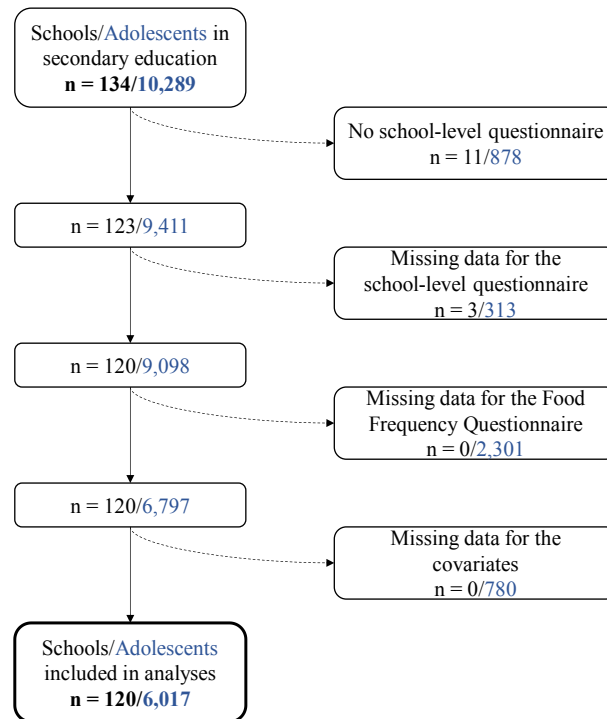 Schools/Adolescents in
secondary education
n = 134/10,289
No school-level questionnaire
n = 11/878
n = 123/9,411
Missing data for the
school-level questionnaire
n = 3/313
n = 120/9,098
Missing data for the Food
Frequency Questionnaire
n = 0/2,301
n = 120/6,797
Missing data for the
covariates
n = 0/780
Schools/Adolescents
included in analyses
n = 120/6,017